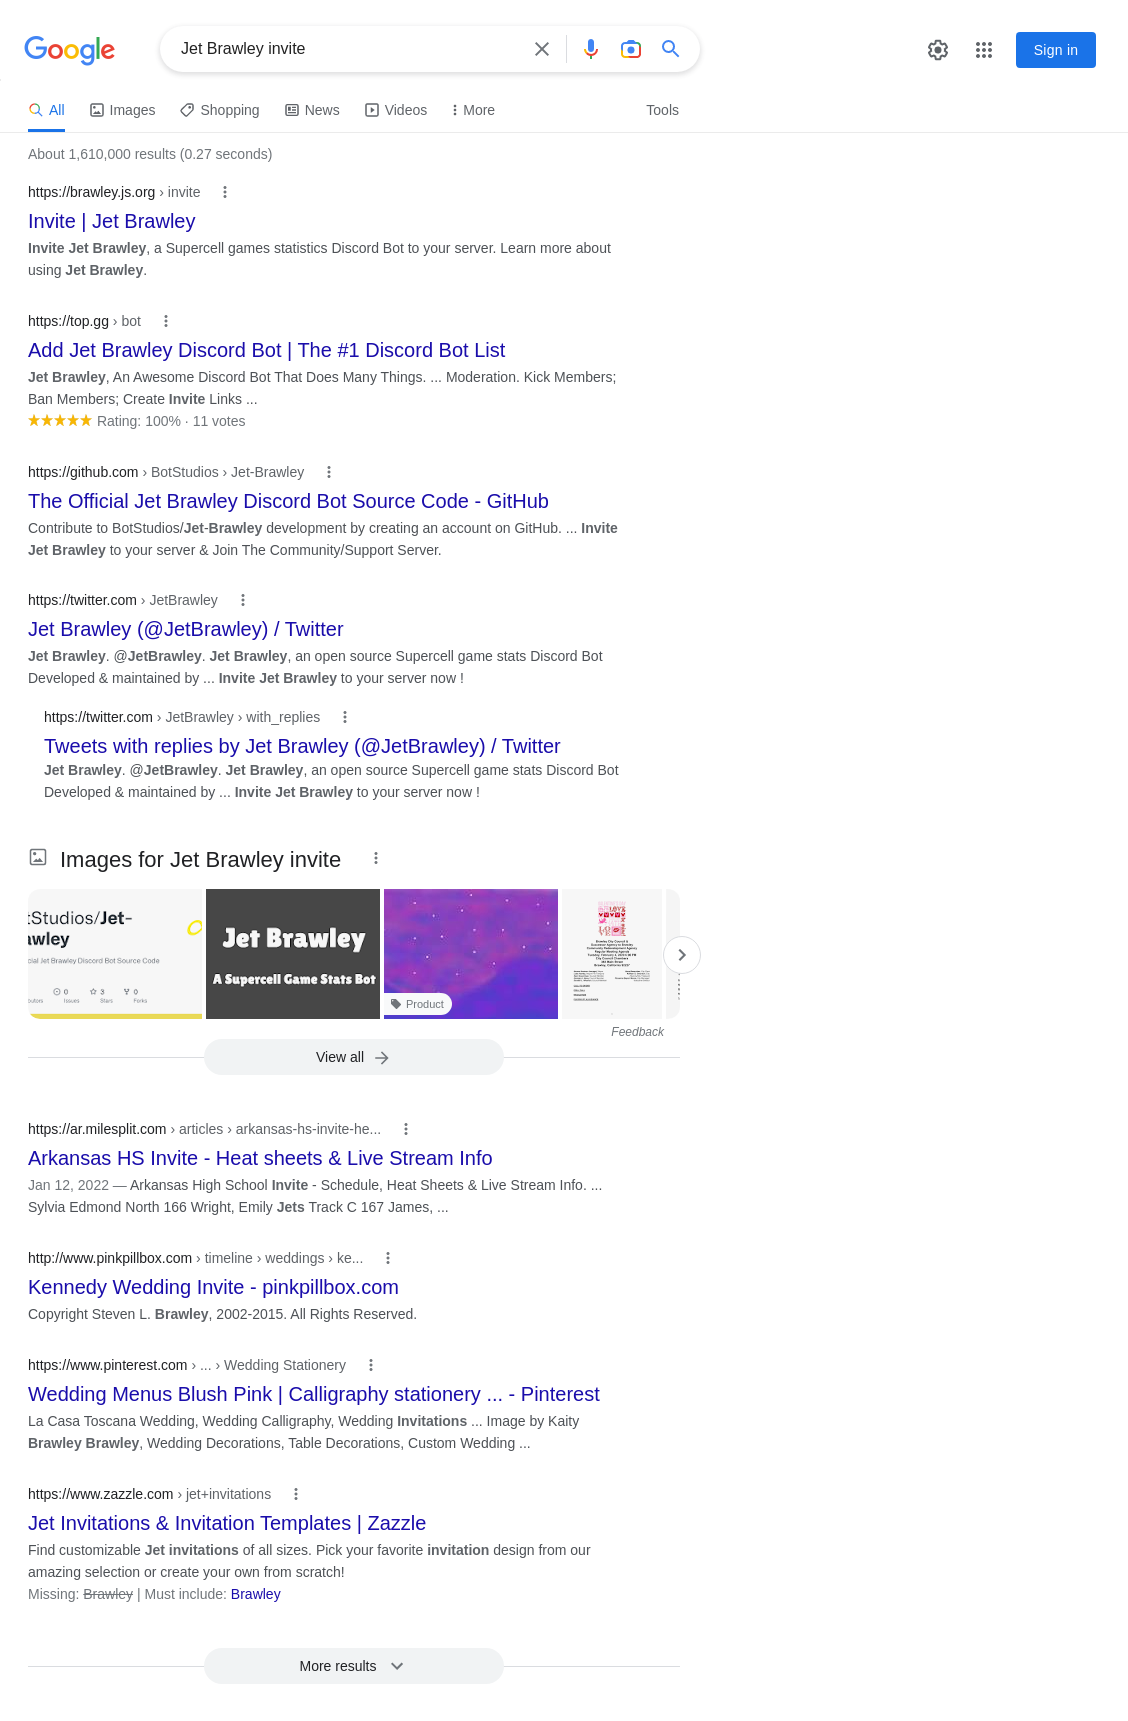 Google
Jet Brawley invite
Sign in
All
Images
Shopping
News
Videos
More
Tools
About 1,610,000 results (0.27 seconds)
https://brawley.js.org › invite
Invite | Jet Brawley
Invite Jet Brawley, a Supercell games statistics Discord Bot to your server. Learn more about
using Jet Brawley.
https://top.gg › bot
Add Jet Brawley Discord Bot | The #1 Discord Bot List
Jet Brawley, An Awesome Discord Bot That Does Many Things. ... Moderation. Kick Members;
Ban Members; Create Invite Links ...
Rating: 100% · 11 votes
https://github.com › BotStudios › Jet-Brawley
The Official Jet Brawley Discord Bot Source Code - GitHub
Contribute to BotStudios/Jet-Brawley development by creating an account on GitHub. ... Invite
Jet Brawley to your server & Join The Community/Support Server.
https://twitter.com › JetBrawley
Jet Brawley (@JetBrawley) / Twitter
Jet Brawley. @JetBrawley. Jet Brawley, an open source Supercell game stats Discord Bot
Developed & maintained by ... Invite Jet Brawley to your server now !
https://twitter.com › JetBrawley › with_replies
Tweets with replies by Jet Brawley (@JetBrawley) / Twitter
Jet Brawley. @JetBrawley. Jet Brawley, an open source Supercell game stats Discord Bot
Developed & maintained by ... Invite Jet Brawley to your server now !
Images for Jet Brawley invite
tStudios/Jet-
awley
cial Jet Brawley Discord Bot Source Code
0
3
0
Issues
Stars
Forks
Jet Brawley
A Supercell Game Stats Bot
Product
Feedback
View all
https://ar.milesplit.com › articles › arkansas-hs-invite-he...
Arkansas HS Invite - Heat sheets & Live Stream Info
Jan 12, 2022 — Arkansas High School Invite - Schedule, Heat Sheets & Live Stream Info. ...
Sylvia Edmond North 166 Wright, Emily Jets Track C 167 James, ...
http://www.pinkpillbox.com › timeline › weddings › ke...
Kennedy Wedding Invite - pinkpillbox.com
Copyright Steven L. Brawley, 2002-2015. All Rights Reserved.
https://www.pinterest.com › ... › Wedding Stationery
Wedding Menus Blush Pink | Calligraphy stationery ... - Pinterest
La Casa Toscana Wedding, Wedding Calligraphy, Wedding Invitations ... Image by Kaity
Brawley Brawley, Wedding Decorations, Table Decorations, Custom Wedding ...
https://www.zazzle.com › jet+invitations
Jet Invitations & Invitation Templates | Zazzle
Find customizable Jet invitations of all sizes. Pick your favorite invitation design from our
amazing selection or create your own from scratch!
Missing: Brawley | Must include: Brawley
More results